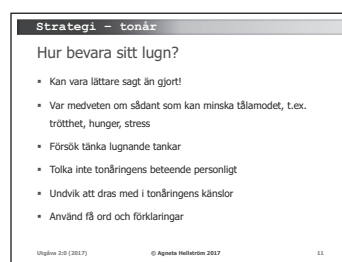 Strategi – tonår
Hur bevara sitt lugn?
▪ Kan vara lättare sagt än gjort!
▪ Var medveten om sådant som kan minska tålamodet, t.ex.
trötthet, hunger, stress
▪ Försök tänka lugnande tankar
▪ Tolka inte tonåringens beteende personligt
▪ Undvik att dras med i tonåringens känslor
▪ Använd få ord och förklaringar
Utgåva 2:0 (2017) © Agneta Hellström 2017 11